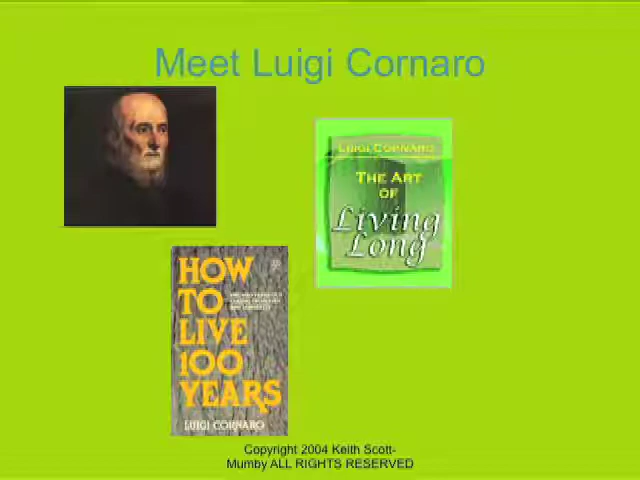 Meet Luigi Cornaro
LUIGI CORNARO
THE ART
OF
Living
Long
HOW
TO
LIVE
100
YEARS
LUIGI CORNARO
Copyright 2004 Keith Scott-
Mumby ALL RIGHTS RESERVED